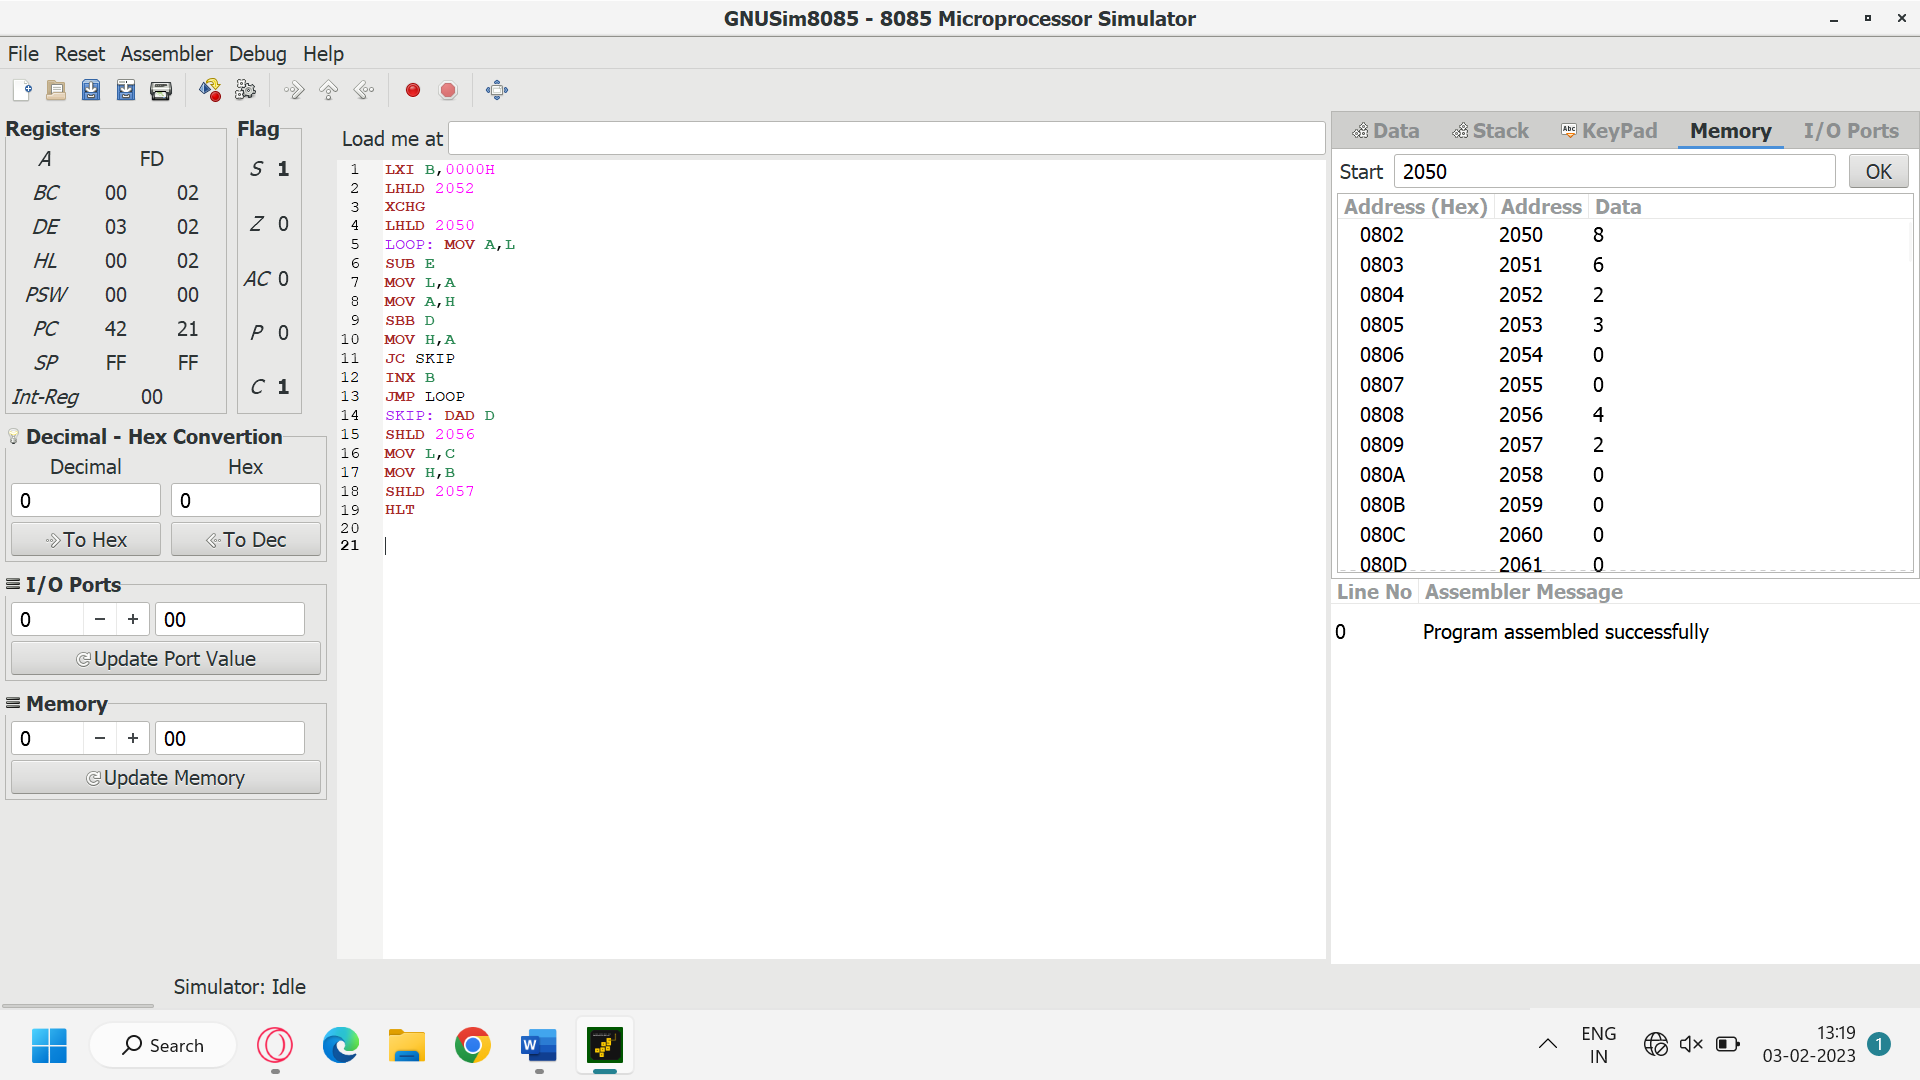 GNUSim8085 - 8085 Microprocessor Simulator
File Reset Assembler Debug Help
Registers
A FD
BC 00 02
DE 03 02
HL 00 02
PSW 00 00
PC 42 21
SP FF FF
Int-Reg 00
Flag
S 1
Z 0
AC 0
P 0
C 1
Decimal - Hex Convertion
Decimal Hex
0 0
To Hex To Dec
I/O Ports
0 − + 00
Update Port Value
Memory
0 − + 00
Update Memory
Load me at
1 LXI B,0000H
2 LHLD 2052
3 XCHG
4 LHLD 2050
5 LOOP: MOV A,L
6 SUB E
7 MOV L,A
8 MOV A,H
9 SBB D
10 MOV H,A
11 JC SKIP
12 INX B
13 JMP LOOP
14 SKIP: DAD D
15 SHLD 2056
16 MOV L,C
17 MOV H,B
18 SHLD 2057
19 HLT
20
21
Data Stack Abc KeyPad Memory I/O Ports
Start 2050 OK
Address (Hex) Address Data
0802 2050 8
0803 2051 6
0804 2052 2
0805 2053 3
0806 2054 0
0807 2055 0
0808 2056 4
0809 2057 2
080A 2058 0
080B 2059 0
080C 2060 0
080D 2061 0
Line No Assembler Message
0 Program assembled successfully
Simulator: Idle
Search
W
ENG
IN
13:19
03-02-2023
1